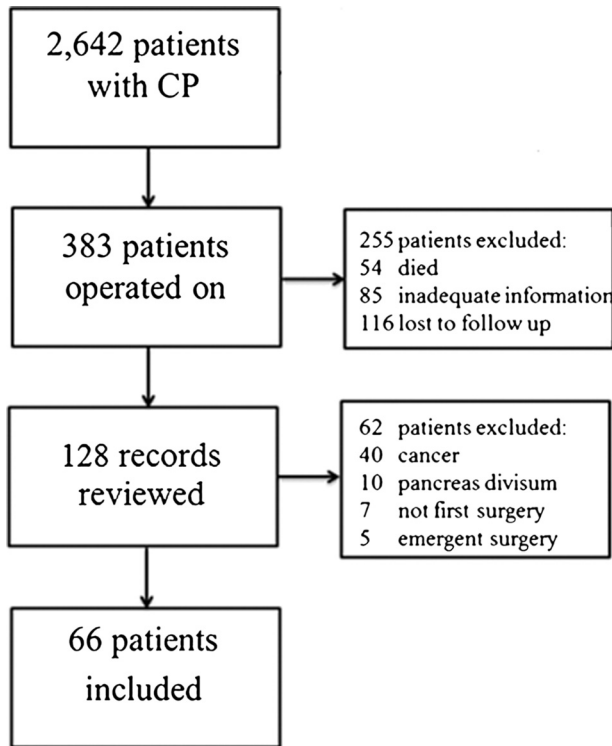 2,642 patients
with CP
383 patients
operated on
255 patients excluded:
54 died
85 inadequate information
116 lost to follow up
128 records
reviewed
62 patients excluded:
40 cancer
10 pancreas divisum
7 not first surgery
5 emergent surgery
66 patients
included